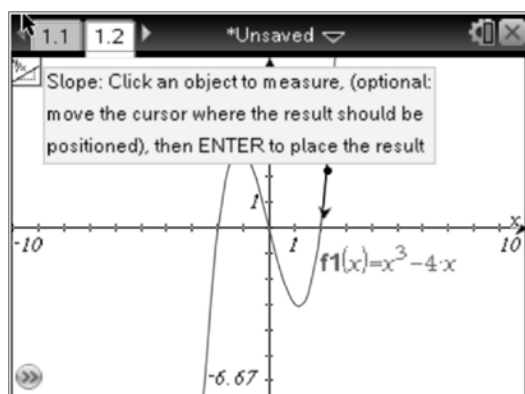 1.1 1.2 *Unsaved
Slope: Click an object to measure, (optional:
move the cursor where the result should be
positioned), then ENTER to place the result
1
x
-10 1 10
f1(x)=x³-4·x
-6.67